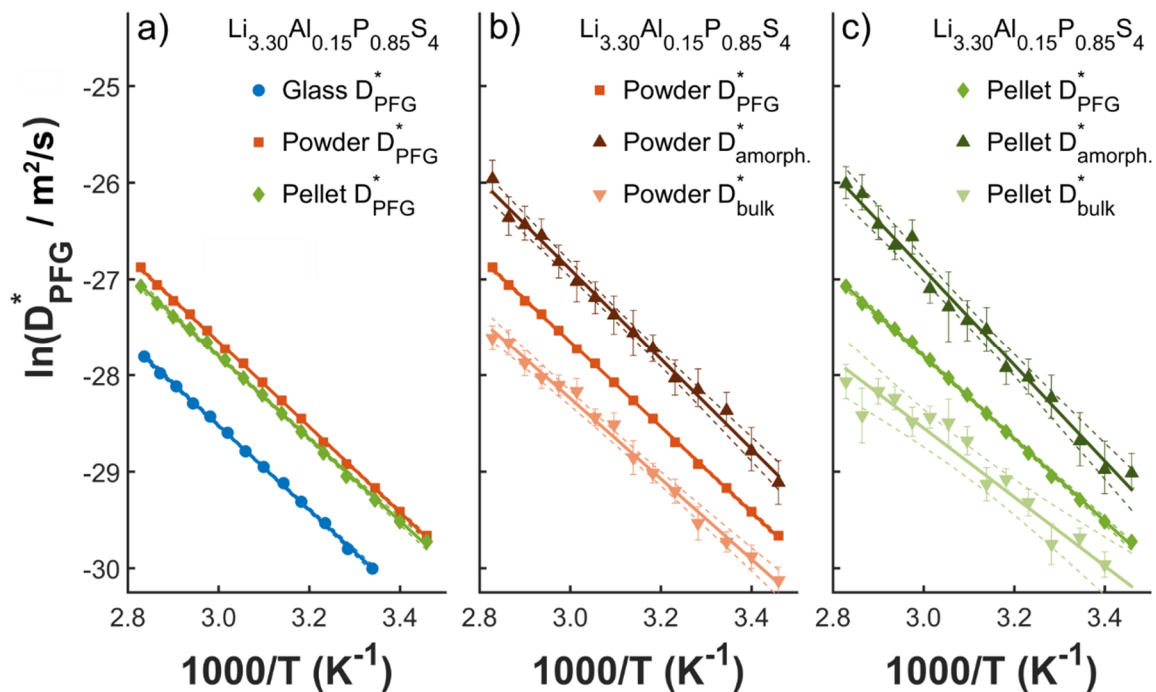 a) Li3.30Al0.15P0.85S4
Glass D*PFG
Powder D*PFG
Pellet D*PFG
b) Li3.30Al0.15P0.85S4
Powder D*PFG
Powder D*amorph.
Powder D*bulk
c) Li3.30Al0.15P0.85S4
Pellet D*PFG
Pellet D*amorph.
Pellet D*bulk
ln(D*PFG / m2/s)
-25
-26
-27
-28
-29
-30
2.8 3.0 3.2 3.4
2.8 3.0 3.2 3.4
2.8 3.0 3.2 3.4
1000/T (K-1)
1000/T (K-1)
1000/T (K-1)